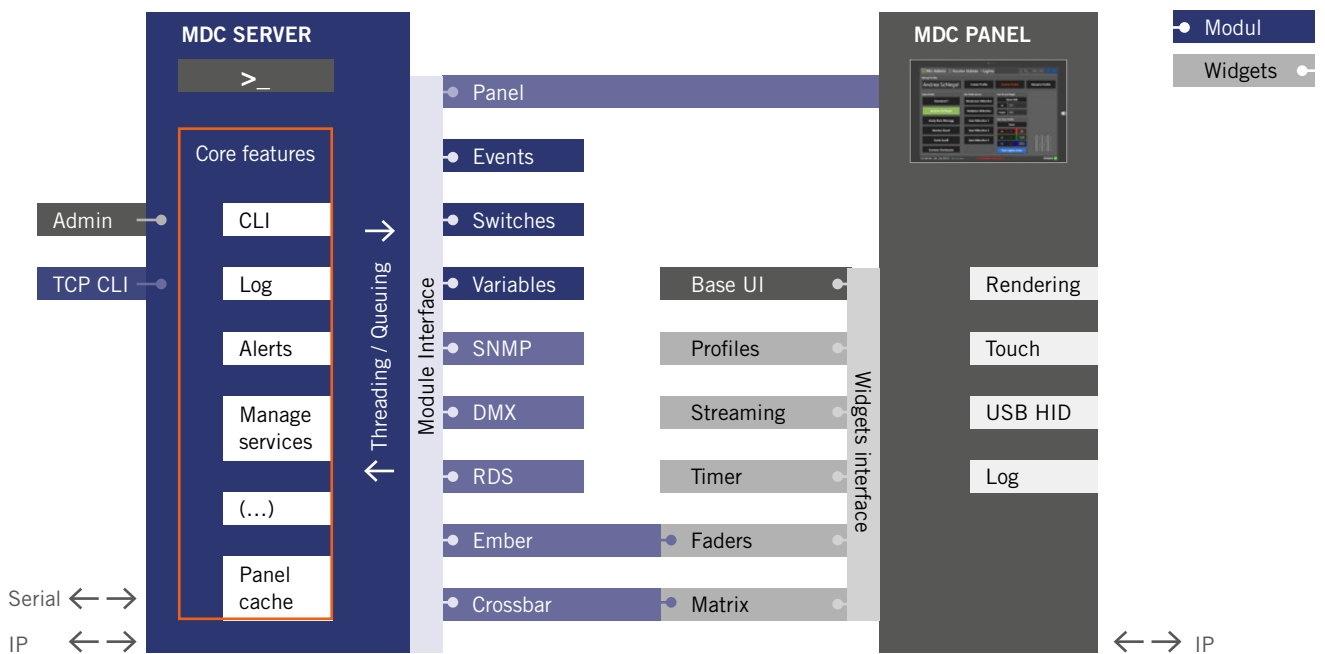 MDC SERVER
>_
Core features
CLI
Log
Alerts
Manage
services
(...)
Panel
cache
Admin
TCP CLI
Serial
IP
Threading / Queuing
Module Interface
Panel
Events
Switches
Variables
SNMP
DMX
RDS
Ember
Crossbar
Base UI
Profiles
Streaming
Timer
Faders
Matrix
Widgets interface
MDC PANEL
Rendering
Touch
USB HID
Log
IP
Modul
Widgets